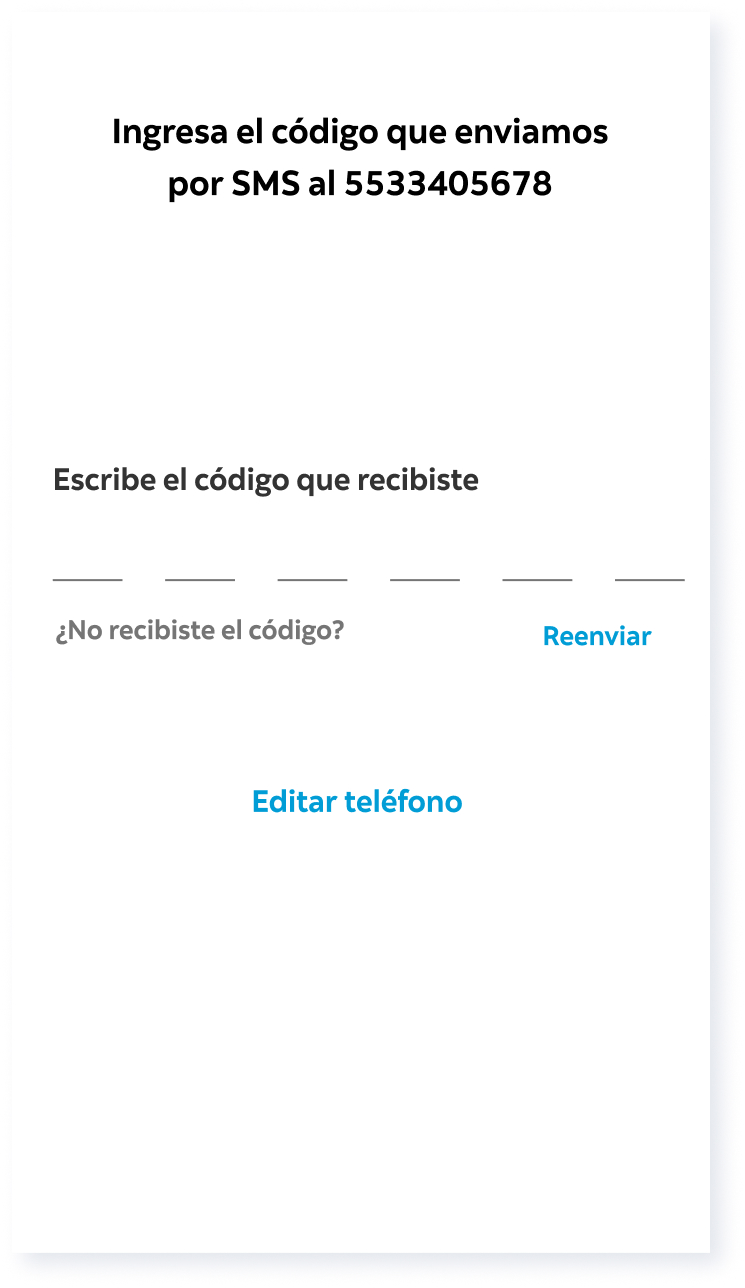 Ingresa el código que enviamos
por SMS al 5533405678
Escribe el código que recibiste
¿No recibiste el código?
Reenviar
Editar teléfono